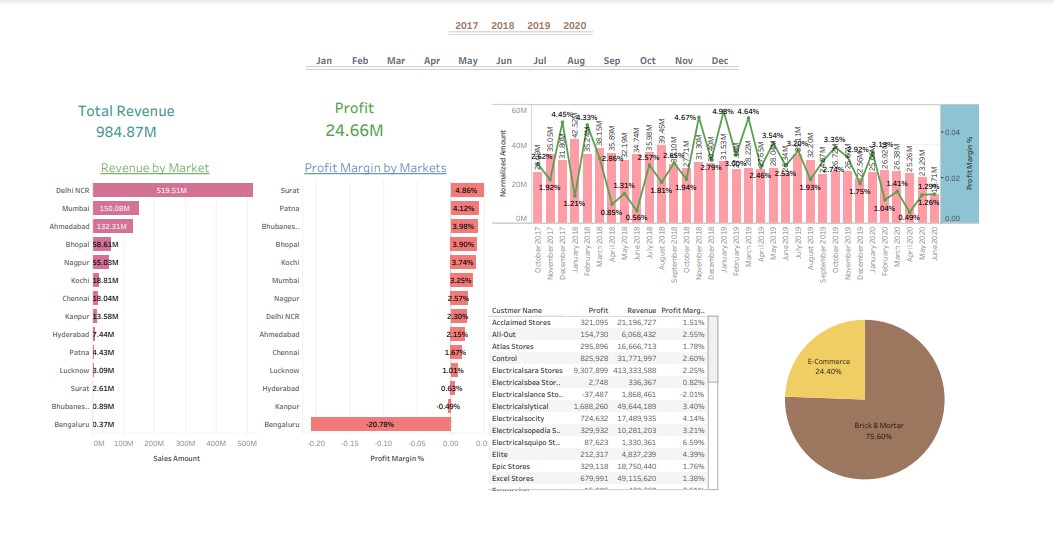 2017 2018 2019 2020
Jan Feb Mar Apr May Jun Jul Aug Sep Oct Nov Dec
Total Revenue
984.87M
Profit
24.66M
Revenue by Market
Delhi NCR 519.51M
Mumbai 150.08M
Ahmedabad 132.31M
Bhopal 58.61M
Nagpur 55.03M
Kochi 18.81M
Chennai 18.04M
Kanpur 13.58M
Hyderabad 7.44M
Patna 4.43M
Lucknow 3.09M
Surat 2.61M
Bhubanes.. 0.89M
Bengaluru 0.37M
0M 100M 200M 300M 400M 500M
Sales Amount
Profit Margin by Markets
Surat 4.86%
Patna 4.12%
Bhubanes.. 3.98%
Bhopal 3.90%
Kochi 3.74%
Mumbai 3.25%
Nagpur 2.57%
Delhi NCR 2.30%
Ahmedabad 2.15%
Chennai 1.67%
Lucknow 1.01%
Hyderabad 0.63%
Kanpur -0.49%
Bengaluru -20.78%
-0.20 -0.15 -0.10 -0.05 0.00
Profit Margin %
Normalized Amount
60M
40M
20M
0M
2.62% 1.92% 4.45% 1.21% 4.33% 2.86% 0.85% 1.31% 0.56% 2.57% 1.81% 2.85% 1.94% 4.67% 2.79% 4.98% 3.00% 4.64% 2.46% 3.54% 2.53% 3.20% 1.93% 2.74% 3.35% 1.75% 2.92% 3.13% 1.04% 1.41% 0.49% 1.29% 1.26%
35.05M 38.15M 35.89M 32.19M 34.74M 35.98M 39.45M 31.30M 31.53M 28.22M 26.38M 25.26M 23.29M
0.04
0.02
0.00
Profit Margin %
October 2017
November 2017
December 2017
January 2018
February 2018
March 2018
April 2018
May 2018
June 2018
July 2018
August 2018
September 2018
October 2018
November 2018
December 2018
January 2019
February 2019
March 2019
April 2019
May 2019
June 2019
July 2019
August 2019
September 2019
October 2019
November 2019
December 2019
January 2020
February 2020
March 2020
April 2020
May 2020
June 2020
Custmer Name Profit Revenue Profit Marg..
Acclaimed Stores 321,095 21,196,727 1.51%
All-Out 154,730 6,068,432 2.55%
Atlas Stores 295,896 16,666,713 1.78%
Control 825,928 31,771,997 2.60%
Electricalsara Stores 9,307,899 413,333,588 2.25%
Electricalsbea Stor.. 2,748 336,367 0.82%
Electricalslance Sto.. -37,487 1,868,461 -2.01%
Electricalslytical 1,688,260 49,644,189 3.40%
Electricalsocity 724,632 17,489,935 4.14%
Electricalsopedia S.. 329,932 10,281,203 3.21%
Electricalsquipo St.. 87,623 1,330,361 6.59%
Elite 212,317 4,837,239 4.39%
Epic Stores 329,118 18,750,440 1.76%
Excel Stores 679,991 49,115,620 1.38%
E-Commerce
24.40%
Brick & Mortar
75.60%